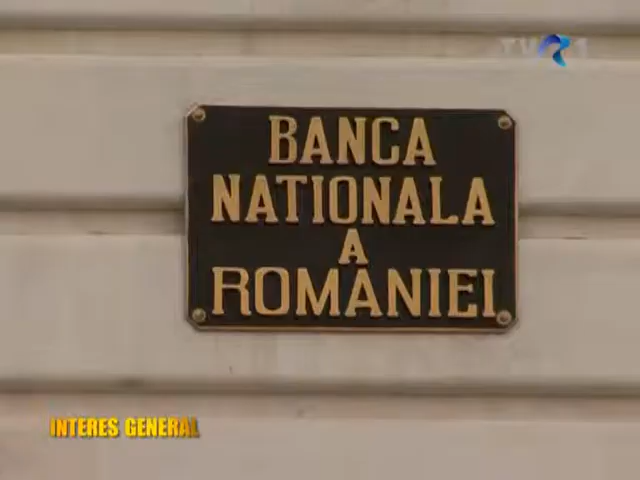 TVR1
BANCA
NATIONALA
A
ROMANIEI
INTERES GENERAL